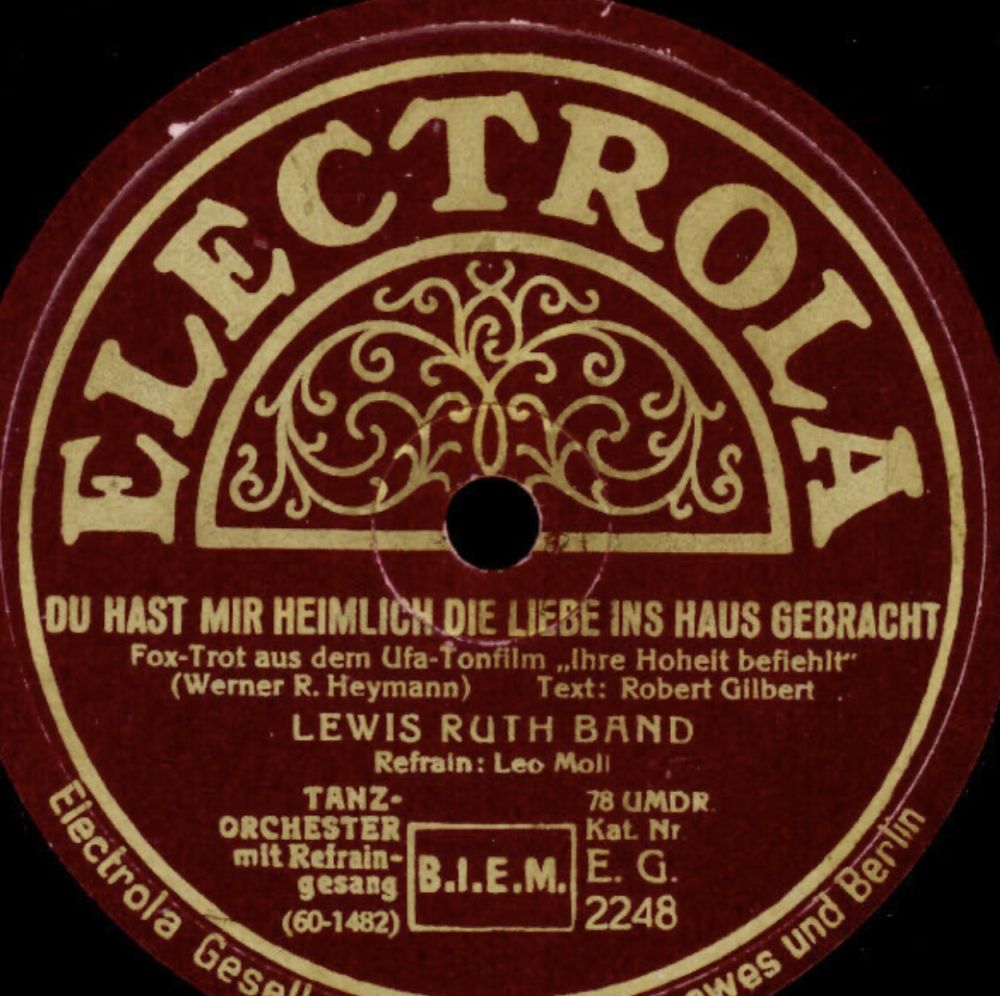 ELECTROLA
DU HAST MIR HEIMLICH DIE LIEBE INS HAUS GEBRACHT
Fox-Trot aus dem Ufa-Tonfilm „Ihre Hoheit befiehlt“
(Werner R. Heymann) Text: Robert Gilbert
LEWIS RUTH BAND
Refrain: Leo Moll
TANZ-
ORCHESTER
mit Refrain-
gesang
(60-1482)
B.I.E.M.
78 UMDR.
Kat. Nr.
E. G.
2248
Electrola Gesell
owes und Berlin